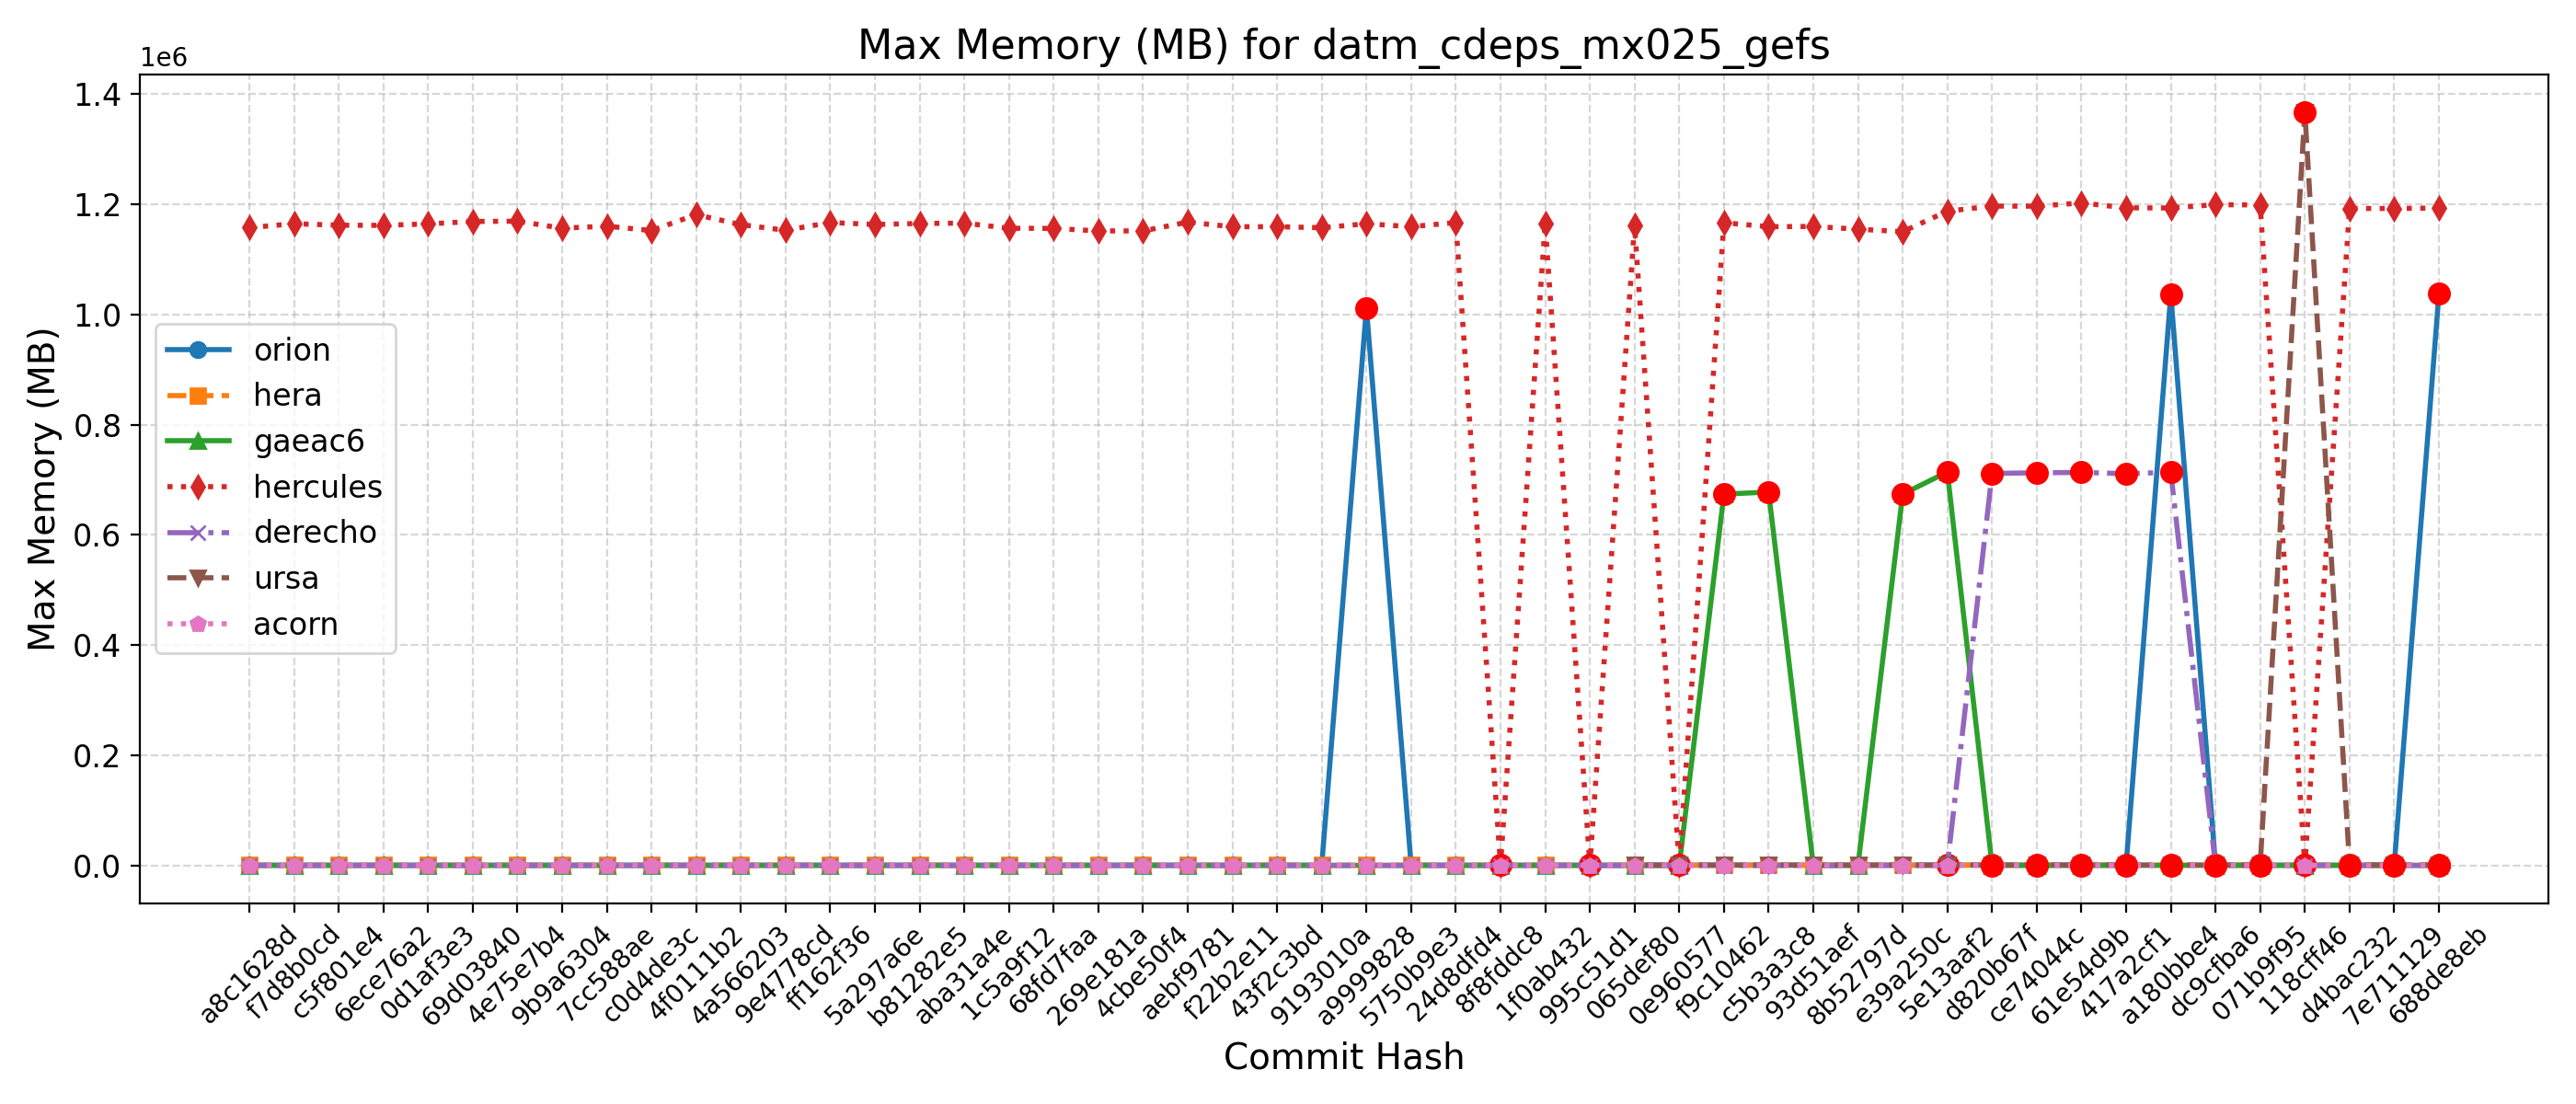 Max Memory (MB) for datm_cdeps_mx025_gefs
1e6
1.4
1.2
1.0
0.8
0.6
0.4
0.2
0.0
Max Memory (MB)
orion
hera
gaeac6
hercules
derecho
ursa
acorn
a8c1628d
f7d8b0cd
c5f801e4
6ece76a2
0d1af3e3
69d03840
4e75e7b4
9b9a6304
7cc588ae
c0d4de3c
4f0111b2
4a566203
9e4778cd
ff162f36
5a297a6e
b81282e5
aba31a4e
1c5a9f12
68fd7faa
269e181a
4cbe50f4
aebf9781
f22b2e11
43f2c3bd
9193010a
a9999828
5750b9e3
24d8dfd4
8f8fddc8
1f0ab432
995c51d1
065def80
0e960577
f9c10462
c5b3a3c8
93d51aef
8b52797d
e39a250c
5e13aaf2
d820b67f
ce74044c
61e54d9b
417a2cf1
a180bbe4
dc9cfba6
071b9f95
118cff46
d4bac232
7e711129
688de8eb
Commit Hash